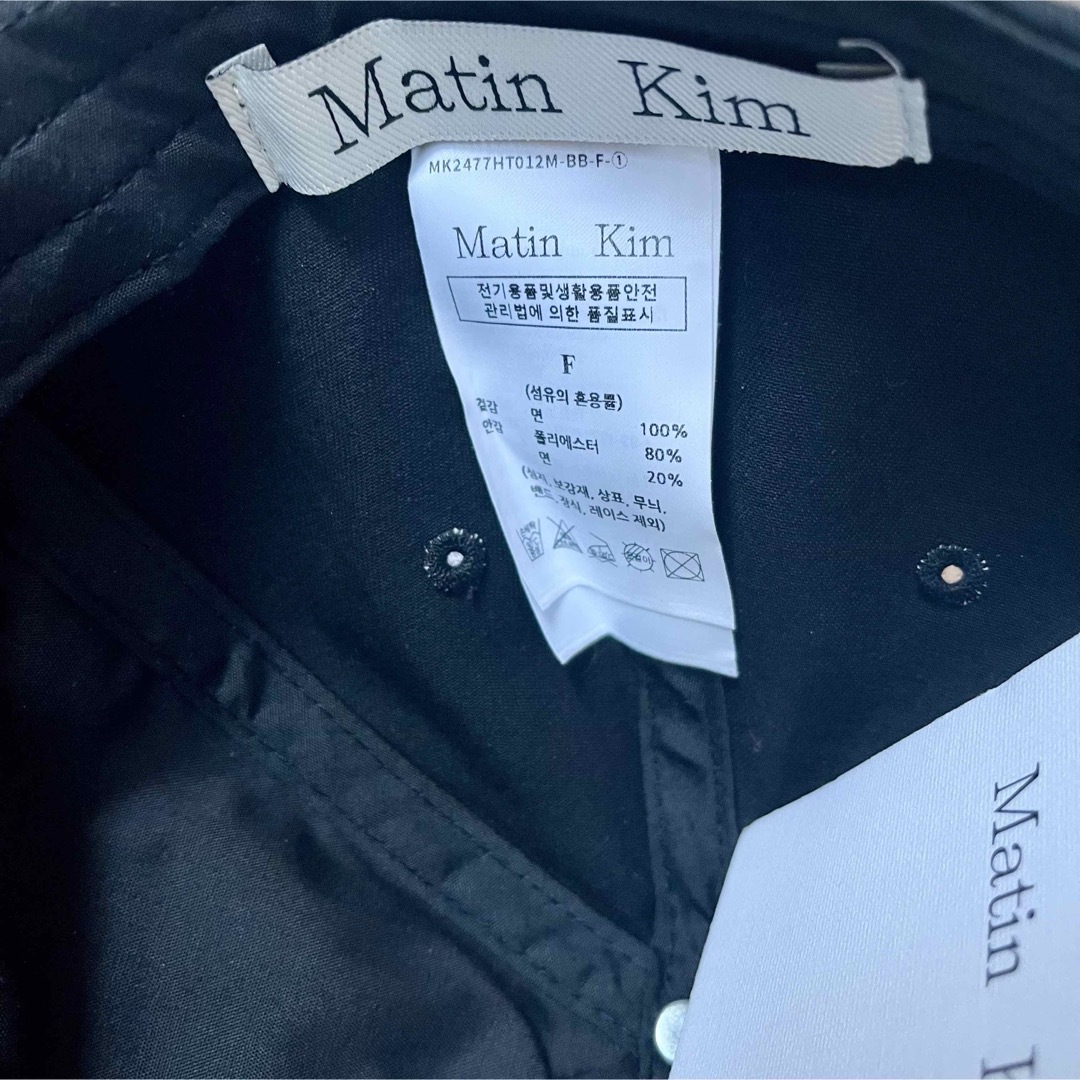 Matin Kim
MK2477HT012M-BB-F-①
Matin Kim
전기용품및생활용품안전
관리법에 의한 품질표시
F
(섬유의 혼용률)
겉감 면 100%
안감 폴리에스터 80%
면 20%
(심지, 보강재, 상표, 무늬,
밴드, 장식, 레이스 제외)
Matin